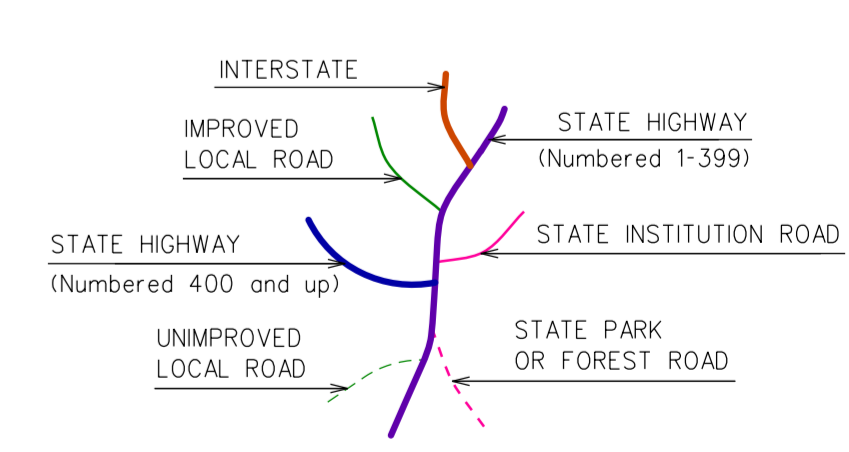 INTERSTATE
IMPROVED
LOCAL ROAD
STATE HIGHWAY
(Numbered 1-399)
STATE HIGHWAY
(Numbered 400 and up)
STATE INSTITUTION ROAD
UNIMPROVED
LOCAL ROAD
STATE PARK
OR FOREST ROAD